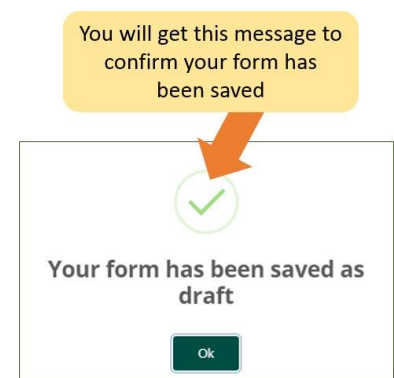 You will get this message to
confirm your form has
been saved
Your form has been saved as
draft
Ok